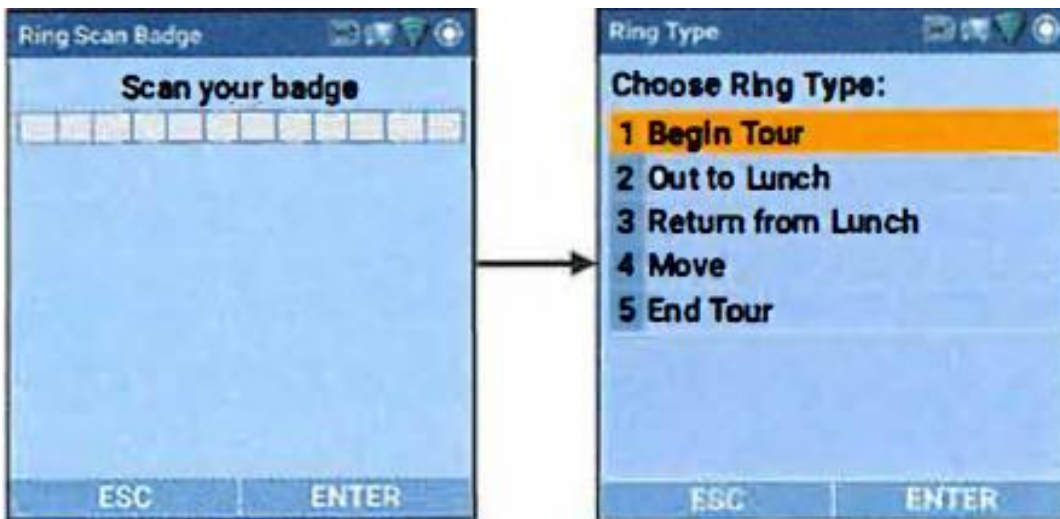 Ring Scan Badge
Scan your badge
ESC ENTER
Ring Type
Choose Ring Type:
1 Begin Tour
2 Out to Lunch
3 Return from Lunch
4 Move
5 End Tour
ESC ENTER